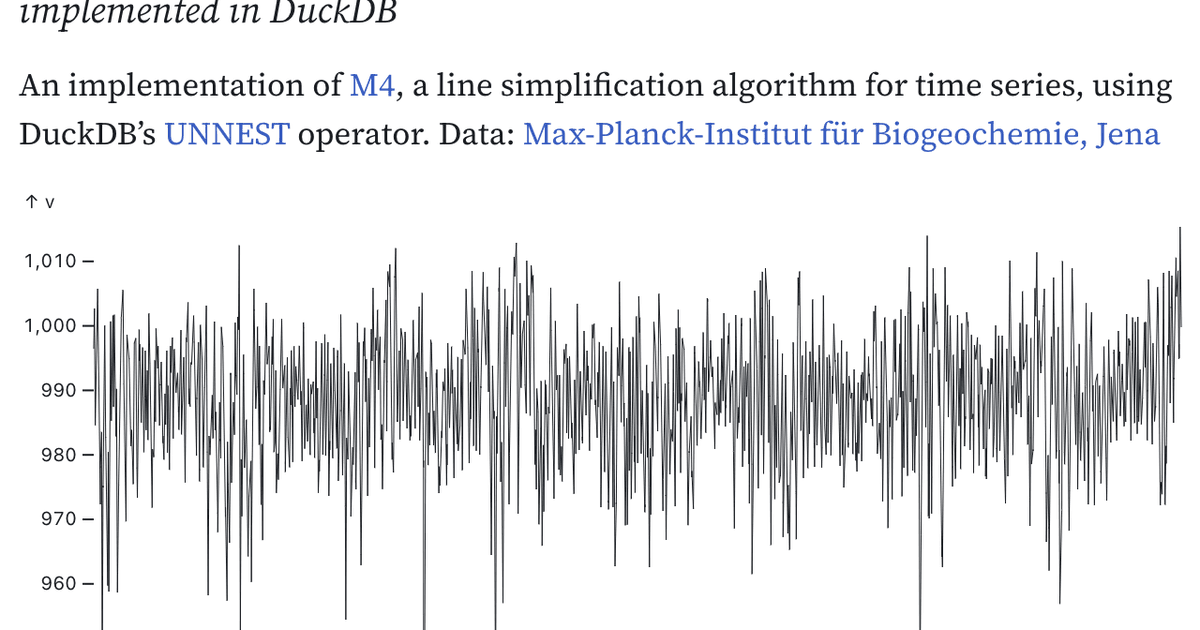 implemented in DuckDB
An implementation of M4, a line simplification algorithm for time series, using
DuckDB’s UNNEST operator. Data: Max-Planck-Institut für Biogeochemie, Jena
↑ v
1,010
1,000
990
980
970
960